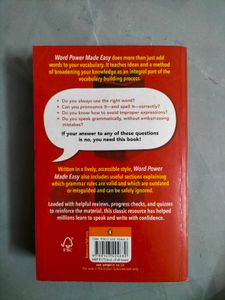 Word Power Made Easy does more than just add
words to your vocabulary. It teaches ideas and a method
of broadening your knowledge as an integral part of the
vocabulary building process.
• Do you always use the right word?
• Can you pronounce it—and spell it—correctly?
• Do you know how to avoid improper expressions?
• Do you speak grammatically, without embarrassing
mistakes?
If your answer to any of these questions
is no, you need this book!
Written in a lively, accessible style, Word Power
Made Easy also includes useful sections explaining
which grammar rules are valid and which are outdated
or misguided and can be safely ignored.
Loaded with helpful reviews, progress checks, and quizzes
to reinforce the material, this classic resource has helped
millions learn to speak and write with confidence.
FSC